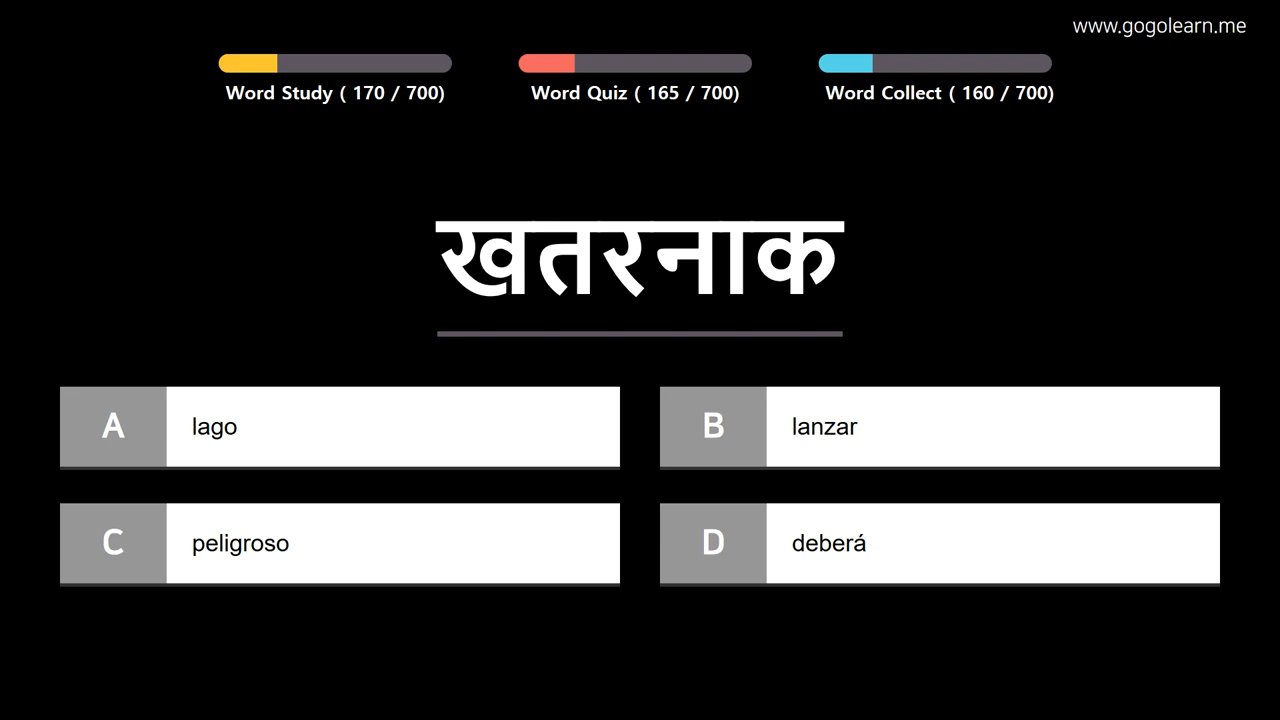 www.gogolearn.me
Word Study ( 170 / 700)
Word Quiz ( 165 / 700)
Word Collect ( 160 / 700)
खतरनाक
A lago
B lanzar
C peligroso
D deberá